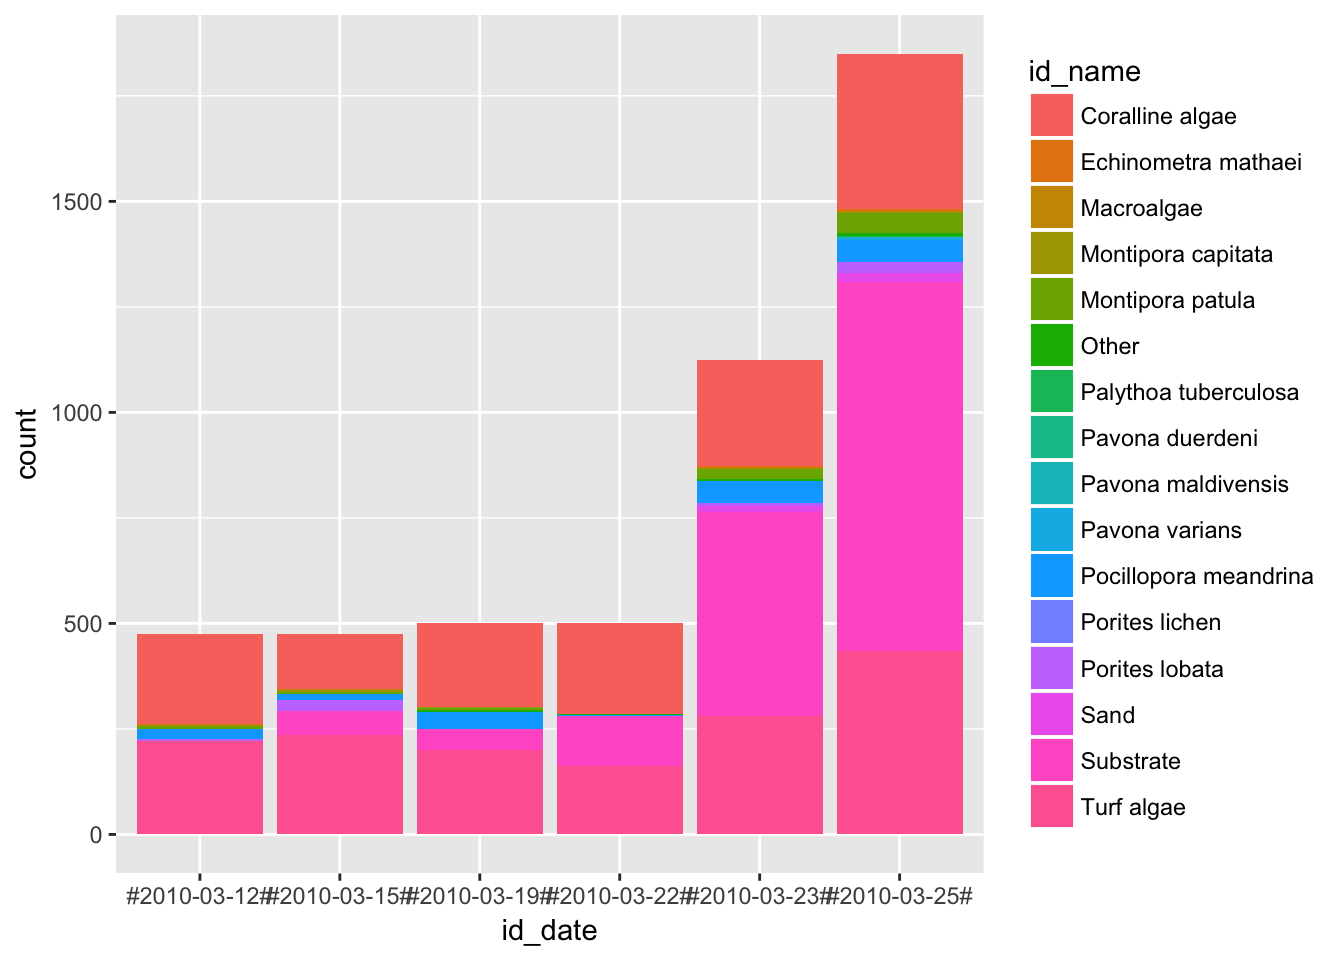 1500
1000
500
0
count
#2010-03-12#
#2010-03-15#
#2010-03-19#
#2010-03-22#
#2010-03-23#
#2010-03-25#
id_date
id_name
Coralline algae
Echinometra mathaei
Macroalgae
Montipora capitata
Montipora patula
Other
Palythoa tuberculosa
Pavona duerdeni
Pavona maldivensis
Pavona varians
Pocillopora meandrina
Porites lichen
Porites lobata
Sand
Substrate
Turf algae